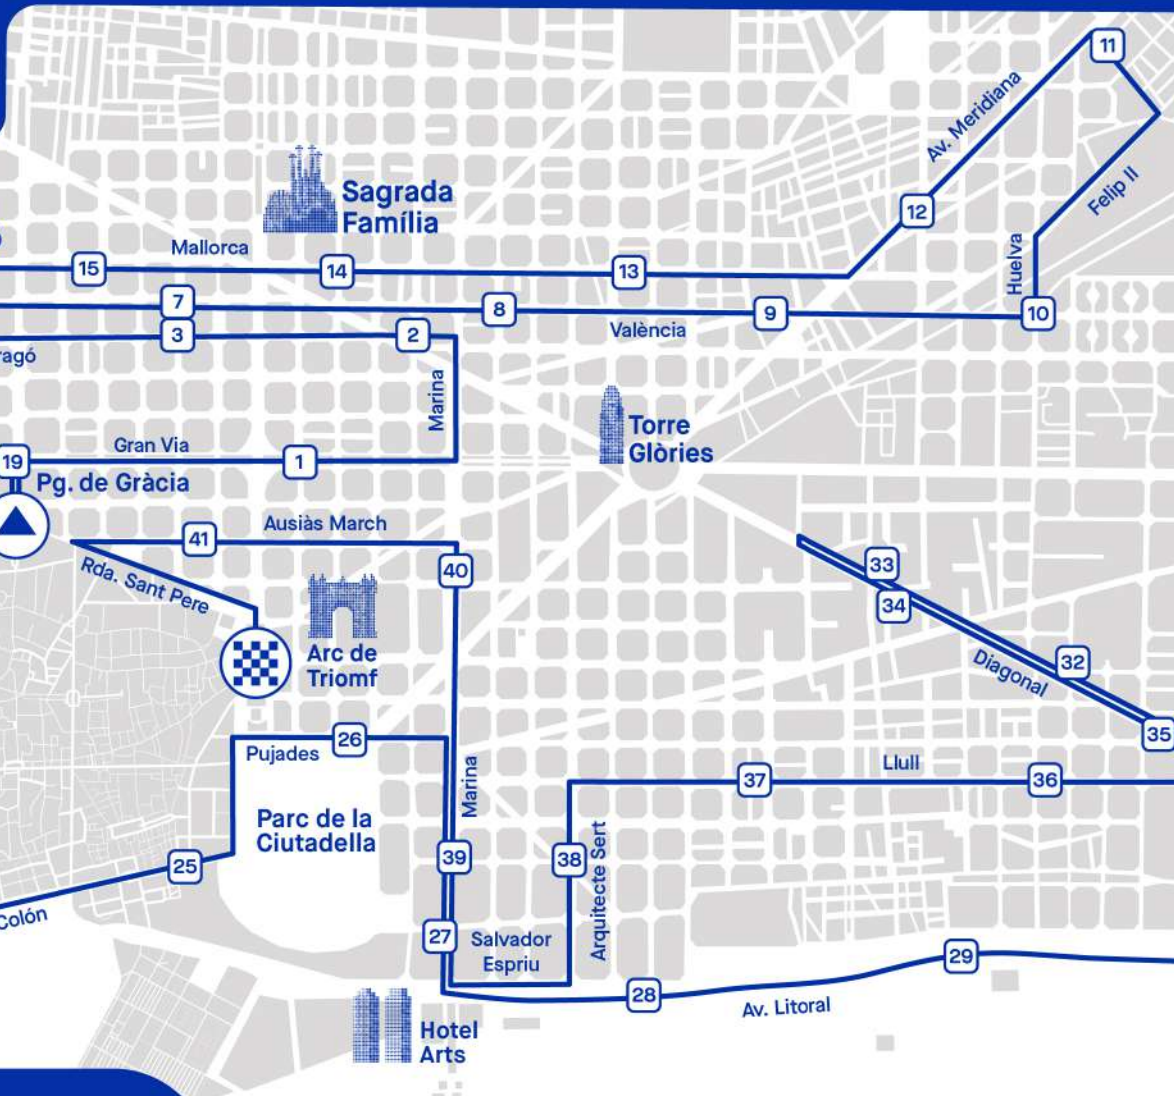 11
Av. Meridiana
Felip II
12
Sagrada
Família
Mallorca
Huelva
15
14
13
7
8
9
10
València
3
2
ragó
Marina
Torre
Glòries
Gran Via
19
1
Pg. de Gràcia
Ausiàs March
41
40
Rda. Sant Pere
33
34
Arc de
Triomf
32
Diagonal
35
26
Pujades
Llull
37
36
Marina
Parc de la
Ciutadella
39
38
Arquitecte Sert
25
Colón
27
Salvador
Espriu
29
28
Av. Litoral
Hotel
Arts